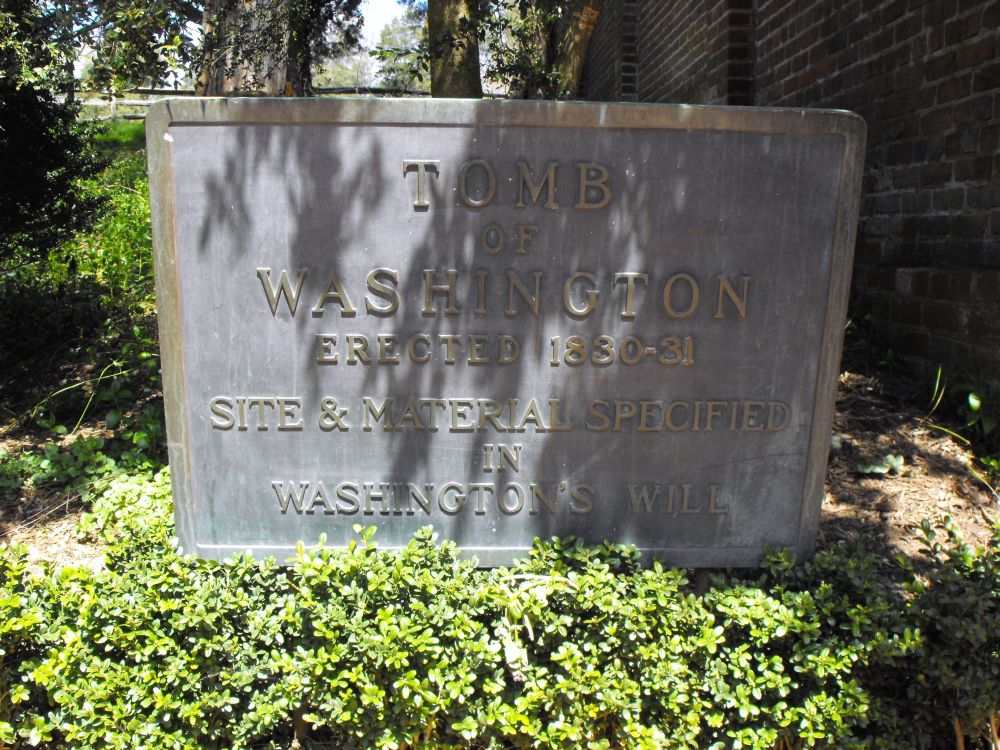 TOMB
OF
WASHINGTON
ERECTED 1830-31
SITE & MATERIAL SPECIFIED
IN
WASHINGTON'S WILL